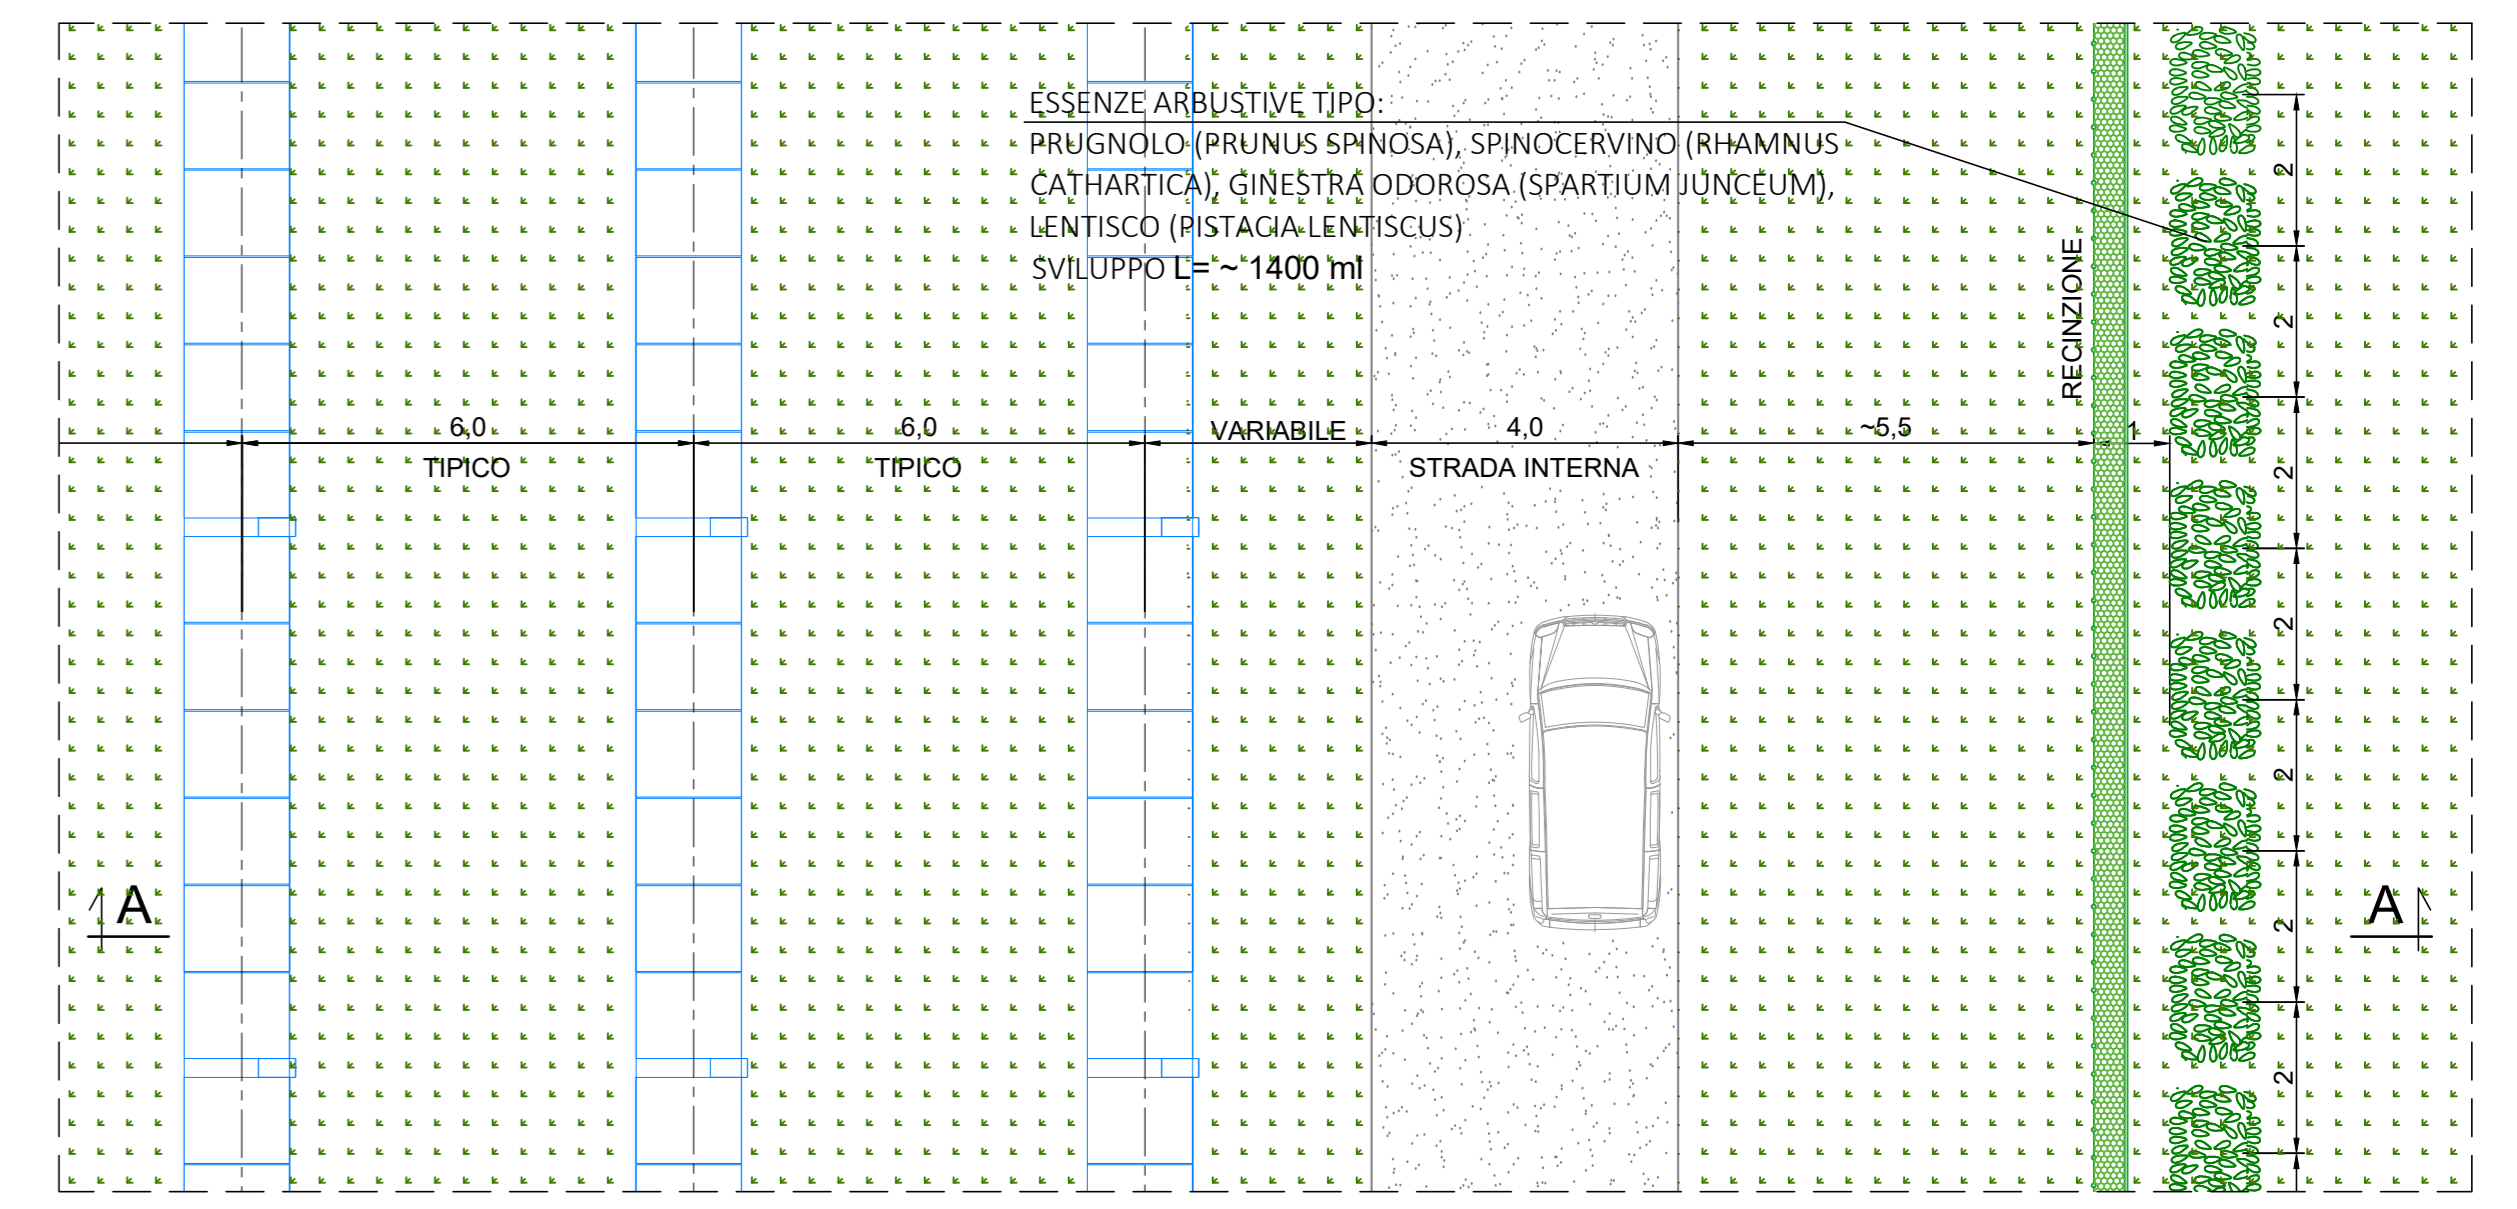 ESSENZE ARBUSTIVE TIPO:
PRUGNOLO (PRUNUS SPINOSA), SPINOCERVINO (RHAMNUS
CATHARTICA), GINESTRA ODOROSA (SPARTIUM JUNCEUM),
LENTISCO (PISTACIA LENTISCUS)
SVILUPPO L= ~ 1400 ml
RECINZIONE
6,0
TIPICO
6,0
TIPICO
VARIABILE
4,0
STRADA INTERNA
~5,5
1
2
2
2
2
2
2
2
A
A